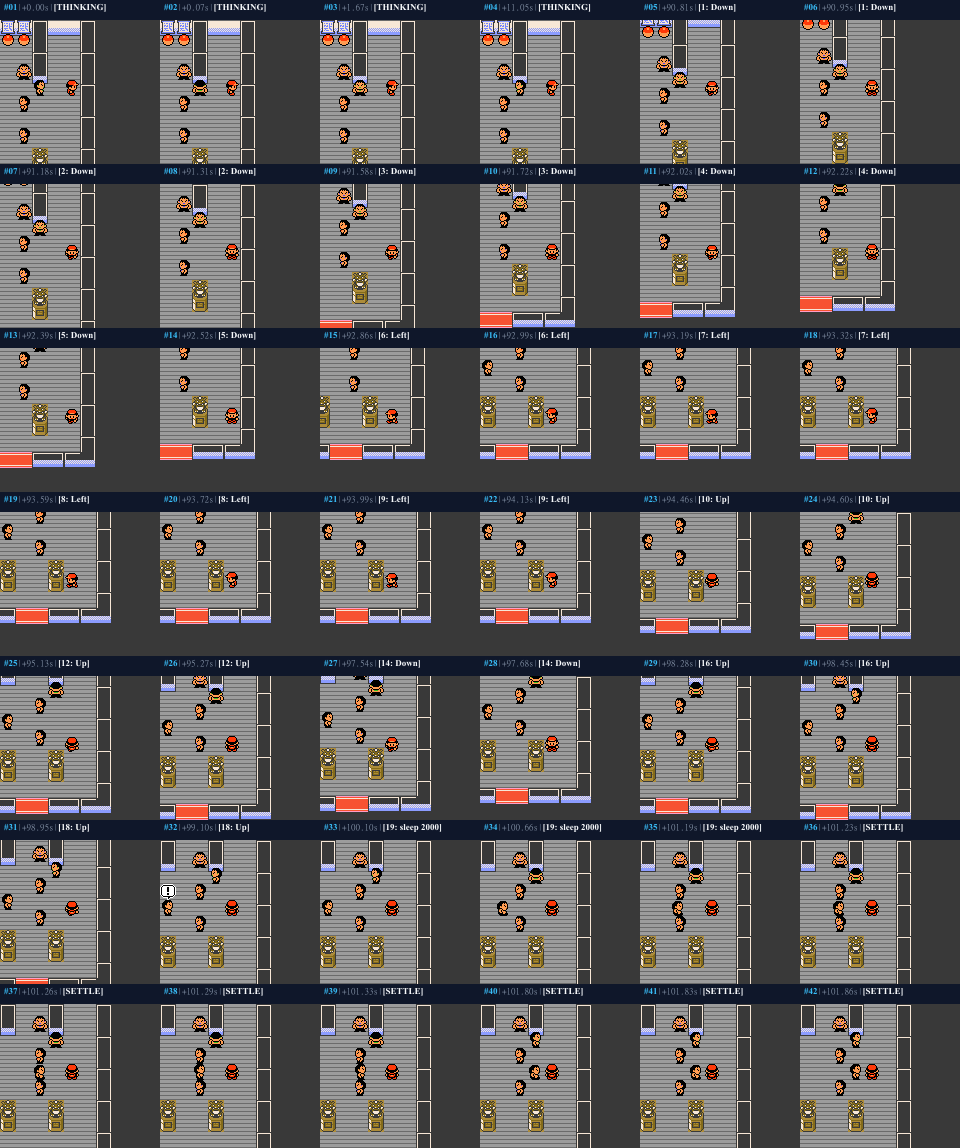 #01 | +0.00s | [THINKING]
#02 | +0.07s | [THINKING]
#03 | +1.67s | [THINKING]
#04 | +11.05s | [THINKING]
#05 | +90.81s | [1: Down]
#06 | +90.95s | [1: Down]
#07 | +91.18s | [2: Down]
#08 | +91.31s | [2: Down]
#09 | +91.58s | [3: Down]
#10 | +91.72s | [3: Down]
#11 | +92.02s | [4: Down]
#12 | +92.22s | [4: Down]
#13 | +92.39s | [5: Down]
#14 | +92.52s | [5: Down]
#15 | +92.86s | [6: Left]
#16 | +92.99s | [6: Left]
#17 | +93.19s | [7: Left]
#18 | +93.32s | [7: Left]
#19 | +93.59s | [8: Left]
#20 | +93.72s | [8: Left]
#21 | +93.99s | [9: Left]
#22 | +94.13s | [9: Left]
#23 | +94.46s | [10: Up]
#24 | +94.60s | [10: Up]
#25 | +95.13s | [12: Up]
#26 | +95.27s | [12: Up]
#27 | +97.54s | [14: Down]
#28 | +97.68s | [14: Down]
#29 | +98.28s | [16: Up]
#30 | +98.45s | [16: Up]
#31 | +98.95s | [18: Up]
#32 | +99.10s | [18: Up]
#33 | +100.10s | [19: sleep 2000]
#34 | +100.66s | [19: sleep 2000]
#35 | +101.19s | [19: sleep 2000]
#36 | +101.23s | [SETTLE]
!
#37 | +101.26s | [SETTLE]
#38 | +101.29s | [SETTLE]
#39 | +101.33s | [SETTLE]
#40 | +101.80s | [SETTLE]
#41 | +101.83s | [SETTLE]
#42 | +101.86s | [SETTLE]